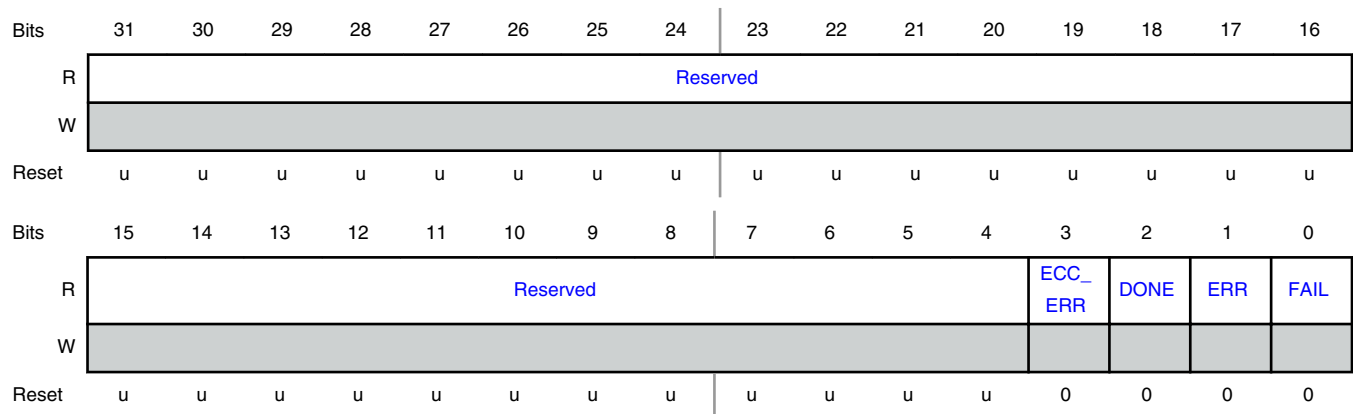 Bits 31 30 29 28 27 26 25 24 23 22 21 20 19 18 17 16
R Reserved
W
Reset u u u u u u u u u u u u u u u u
Bits 15 14 13 12 11 10 9 8 7 6 5 4 3 2 1 0
R Reserved ECC_ ERR DONE ERR FAIL
W
Reset u u u u u u u u u u u u 0 0 0 0